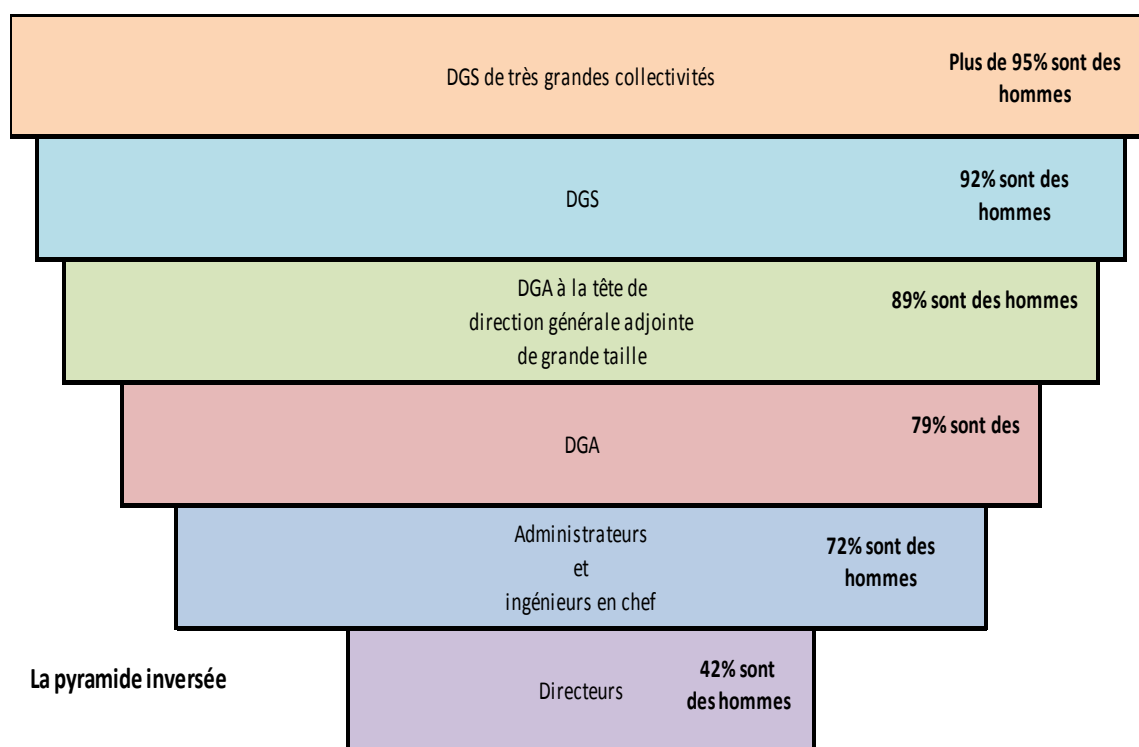 DGS de très grandes collectivités
Plus de 95% sont des
hommes
DGS
92% sont des
hommes
DGA à la tête de
direction générale adjointe
de grande taille
89% sont des hommes
DGA
79% sont des
Administrateurs
et
ingénieurs en chef
72% sont des
hommes
La pyramide inversée
Directeurs
42% sont
des hommes